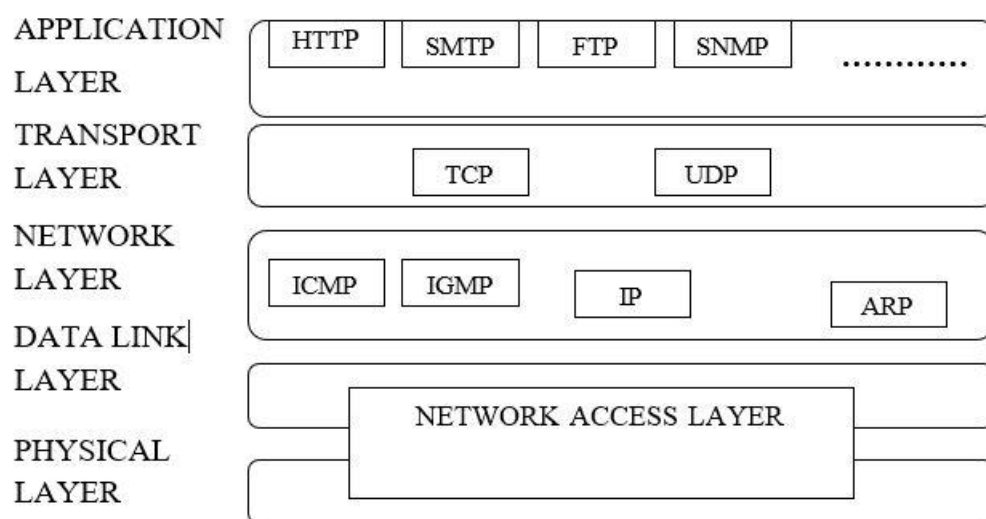 APPLICATION
LAYER
HTTP SMTP FTP SNMP ............
TRANSPORT
LAYER
TCP UDP
NETWORK
LAYER
ICMP IGMP IP ARP
DATA LINK
LAYER
NETWORK ACCESS LAYER
PHYSICAL
LAYER